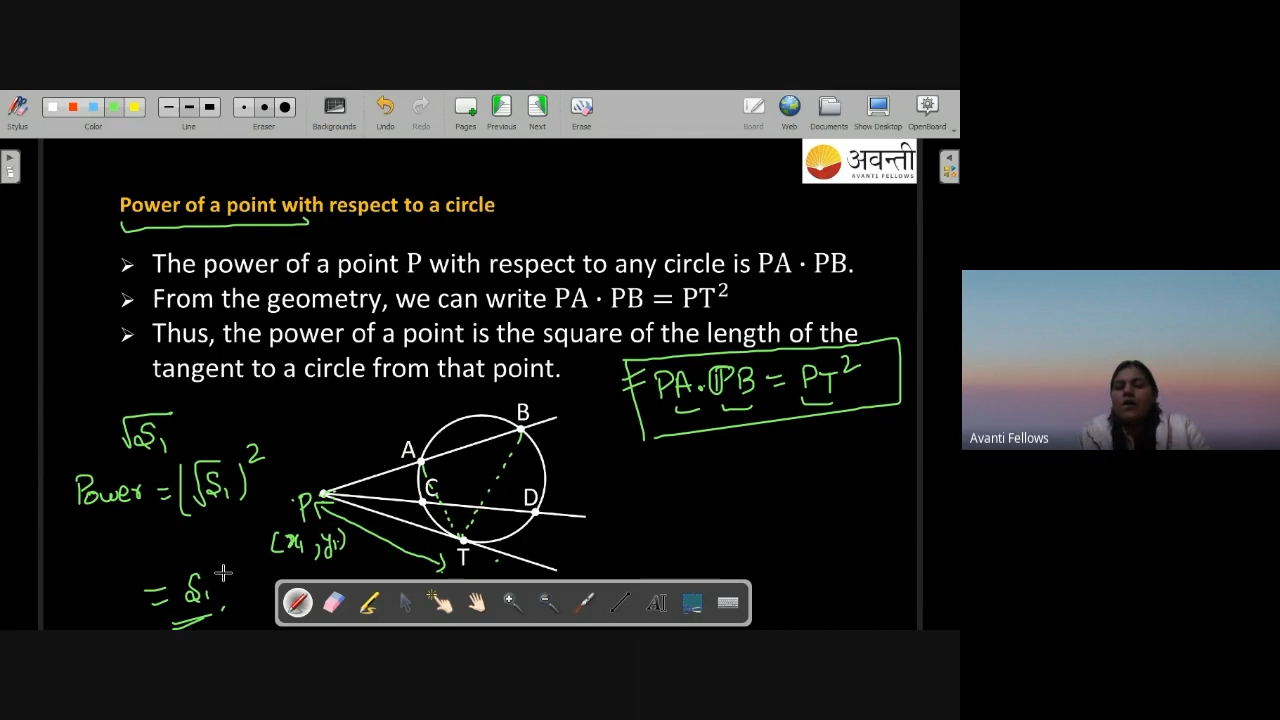 Stylus
Color
Line
Eraser
Backgrounds
Undo
Redo
Pages
Previous
Next
Erase
Board
Web
Documents
Show Desktop
OpenBoard
अवन्ती
AVANTI FELLOWS
Power of a point with respect to a circle
➢ The power of a point P with respect to any circle is PA · PB.
➢ From the geometry, we can write PA · PB = PT²
➢ Thus, the power of a point is the square of the length of the
tangent to a circle from that point.
PA . PB = PT²
√S₁
Power = (√S₁)²
= S₁
B
A
C
D
P
(x₁, y₁)
T
AI
Avanti Fellows